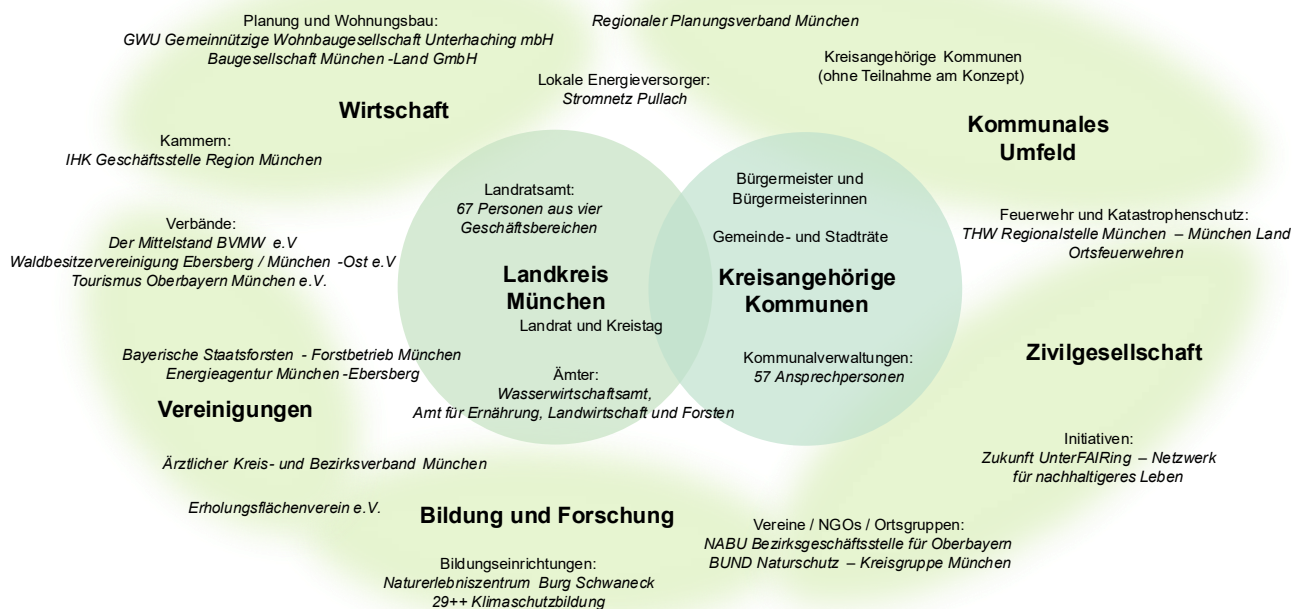 Planung und Wohnungsbau:
GWU Gemeinnützige Wohnbaugesellschaft Unterhaching mbH
Baugesellschaft München -Land GmbH
Regionaler Planungsverband München
Lokale Energieversorger:
Stromnetz Pullach
Kreisangehörige Kommunen
(ohne Teilnahme am Konzept)
Wirtschaft
Kommunales
Umfeld
Kammern:
IHK Geschäftsstelle Region München
Landratsamt:
67 Personen aus vier
Geschäftsbereichen
Bürgermeister und
Bürgermeisterinnen
Gemeinde- und Stadträte
Verbände:
Der Mittelstand BVMW e.V
Waldbesitzervereinigung Ebersberg / München -Ost e.V
Tourismus Oberbayern München e.V.
Feuerwehr und Katastrophenschutz:
THW Regionalstelle München – München Land
Ortsfeuerwehren
Landkreis
München
Landrat und Kreistag
Kreisangehörige
Kommunen
Bayerische Staatsforsten - Forstbetrieb München
Energieagentur München -Ebersberg
Vereinigungen
Ämter:
Wasserwirtschaftsamt,
Amt für Ernährung, Landwirtschaft und Forsten
Kommunalverwaltungen:
57 Ansprechpersonen
Zivilgesellschaft
Ärztlicher Kreis- und Bezirksverband München
Erholungsflächenverein e.V.
Initiativen:
Zukunft UnterFAIRing – Netzwerk
für nachhaltigeres Leben
Bildung und Forschung
Bildungseinrichtungen:
Naturerlebniszentrum Burg Schwaneck
29++ Klimaschutzbildung
Vereine / NGOs / Ortsgruppen:
NABU Bezirksgeschäftsstelle für Oberbayern
BUND Naturschutz – Kreisgruppe München